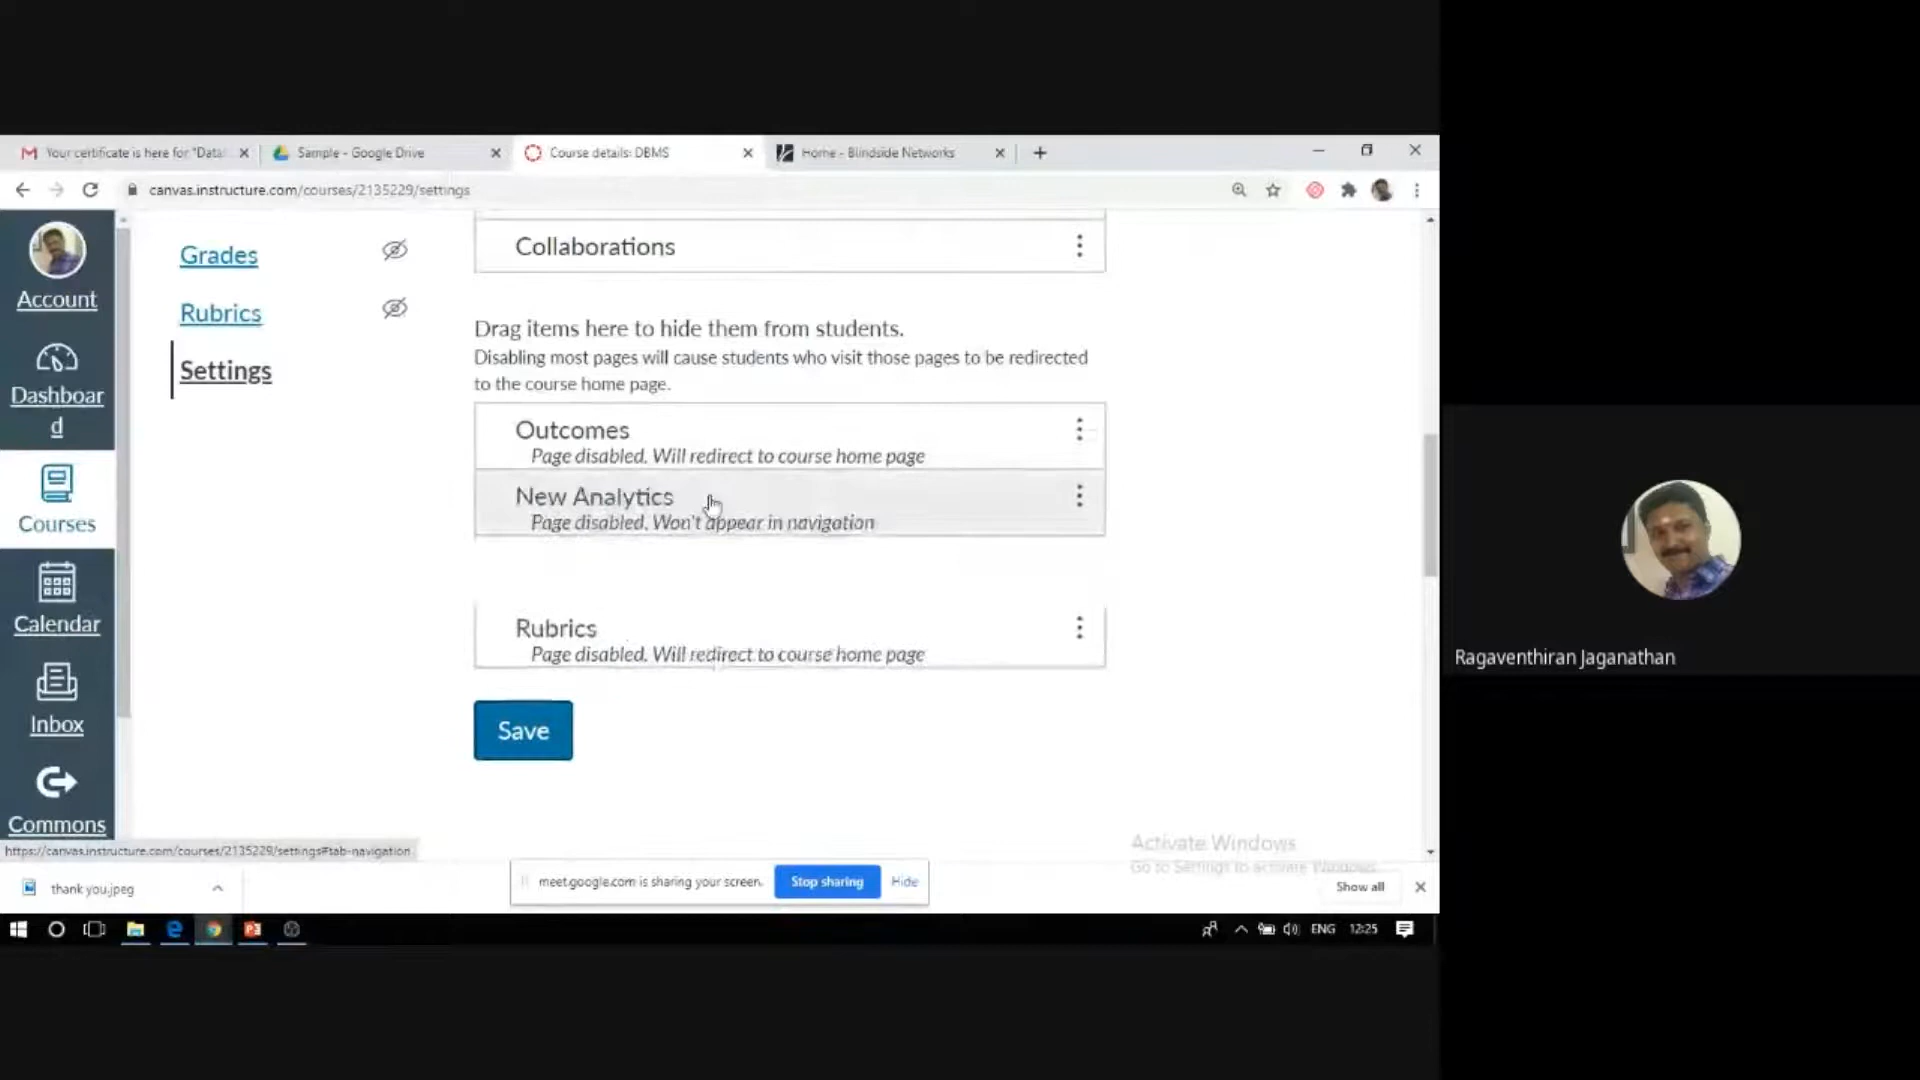 Your certificate is here for "Data
Sample - Google Drive
Course details: DBMS
Home - Blindside Networks
canvas.instructure.com/courses/2135229/settings
Account
Dashboar
d
Courses
Calendar
Inbox
Commons
Grades
Rubrics
Settings
Collaborations
Drag items here to hide them from students.
Disabling most pages will cause students who visit those pages to be redirected
to the course home page.
Outcomes
Page disabled. Will redirect to course home page
New Analytics
Page disabled. Won't appear in navigation
Rubrics
Page disabled. Will redirect to course home page
Save
Activate Windows
Go to Settings to activate Windows.
https://canvas.instructure.com/courses/2135229/settings#tab-navigation
thank you.jpeg
meet.google.com is sharing your screen.
Stop sharing
Hide
Show all
ENG
12:25
Ragaventhiran Jaganathan